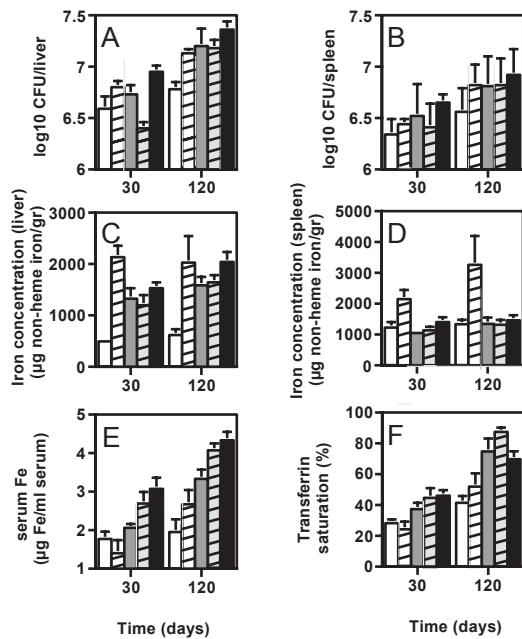 A
B
log10 CFU/liver
7.5
7
6.5
6
30
120
log10 CFU/spleen
7.5
7
6.5
6
30
120
C
D
Iron concentration (liver)
(µg non-heme iron/gr)
3000
2000
1000
0
30
120
Iron concentration (spleen)
(µg non-heme iron/gr)
5000
4000
3000
2000
1000
0
30
120
E
F
serum Fe
(µg Fe/ml serum)
5
4
3
2
1
30
120
Time (days)
Transferrin
saturation (%)
100
80
60
40
20
0
30
120
Time (days)